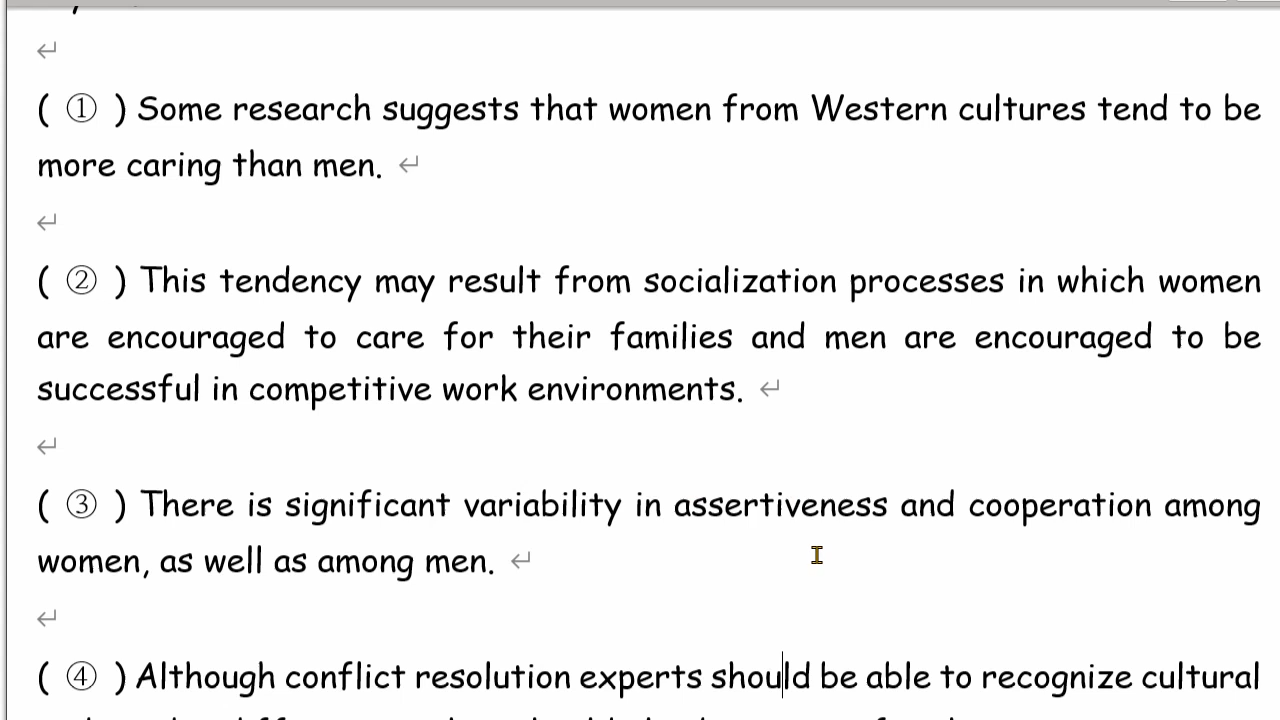 ( ① ) Some research suggests that women from Western cultures tend to be
more caring than men. ↵
( ② ) This tendency may result from socialization processes in which women
are encouraged to care for their families and men are encouraged to be
successful in competitive work environments. ↵
( ③ ) There is significant variability in assertiveness and cooperation among
women, as well as among men. ↵
( ④ ) Although conflict resolution experts should be able to recognize cultural